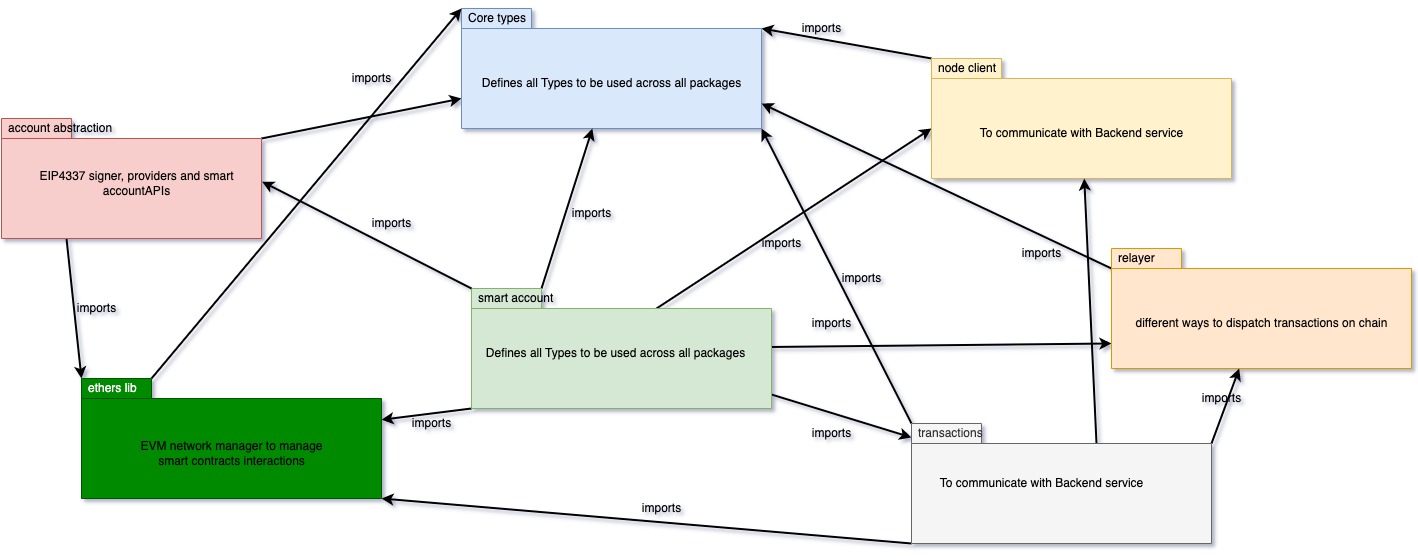 Core types
imports
node client
Defines all Types to be used across all packages
imports
account abstraction
To communicate with Backend service
EIP4337 signer, providers and smart
accountAPIs
imports
imports
imports
imports
relayer
imports
smart account
imports
imports
different ways to dispatch transactions on chain
Defines all Types to be used across all packages
ethers lib
imports
imports
imports
transactions
EVM network manager to manage
smart contracts interactions
To communicate with Backend service
imports